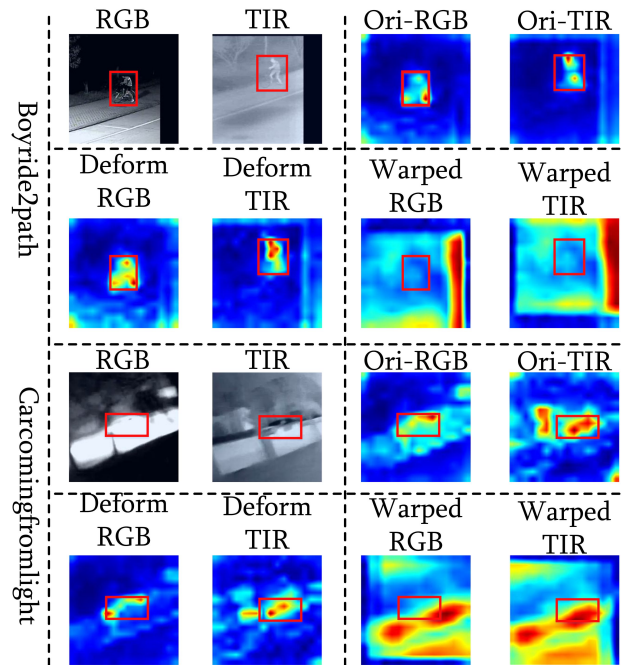 RGB
TIR
Ori-RGB
Ori-TIR
Boyride2path
Deform
RGB
Deform
TIR
Warped
RGB
Warped
TIR
RGB
TIR
Ori-RGB
Ori-TIR
Carcomingfromlight
Deform
RGB
Deform
TIR
Warped
RGB
Warped
TIR